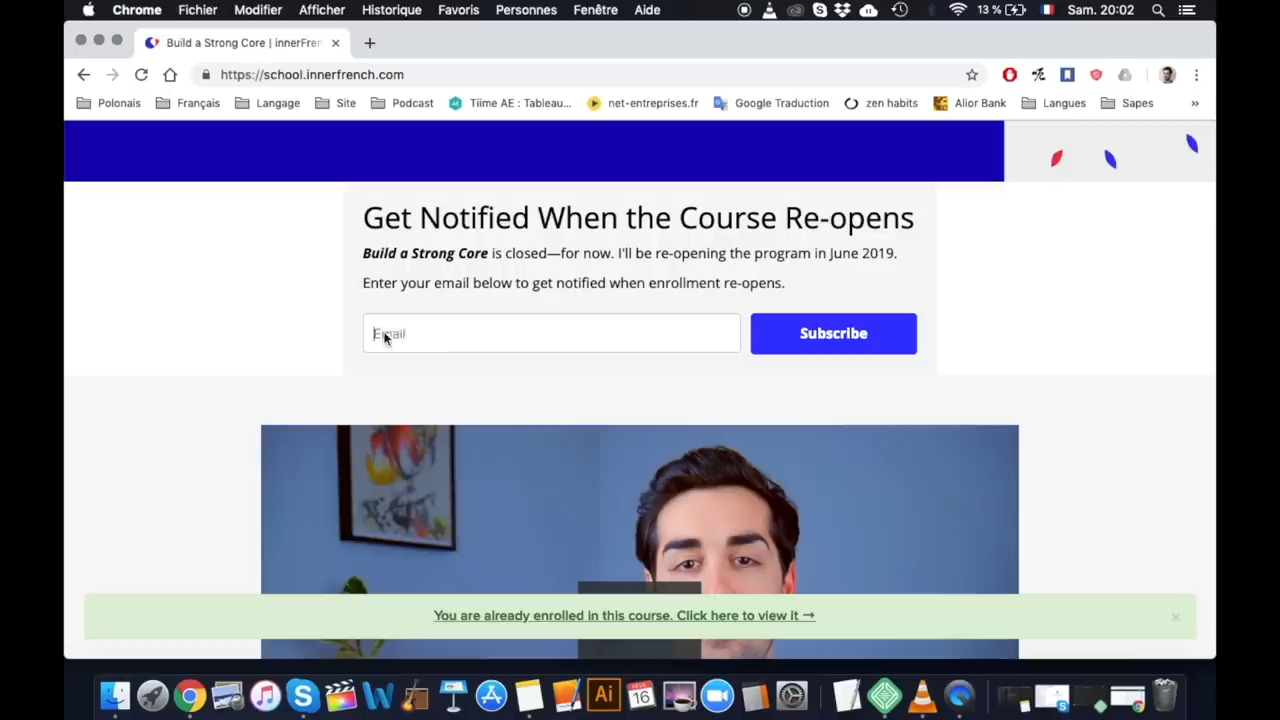 Chrome Fichier Modifier Afficher Historique Favoris Personnes Fenêtre Aide 13 % Sam. 20:02
Build a Strong Core | innerFren
https://school.innerfrench.com
Polonais Français Langage Site Podcast Tiime AE : Tableau... net-entreprises.fr Google Traduction zen habits Alior Bank Langues Sapes »
Get Notified When the Course Re-opens
Build a Strong Core is closed—for now. I'll be re-opening the program in June 2019.
Enter your email below to get notified when enrollment re-opens.
Email
Subscribe
You are already enrolled in this course. Click here to view it →
Ai
16